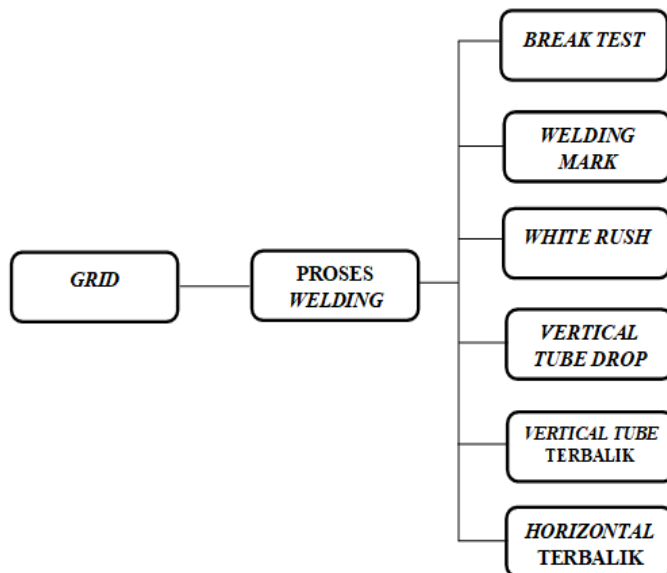 GRID
PROSES
WELDING
BREAK TEST
WELDING
MARK
WHITE RUSH
VERTICAL
TUBE DROP
VERTICAL TUBE
TERBALIK
HORIZONTAL
TERBALIK